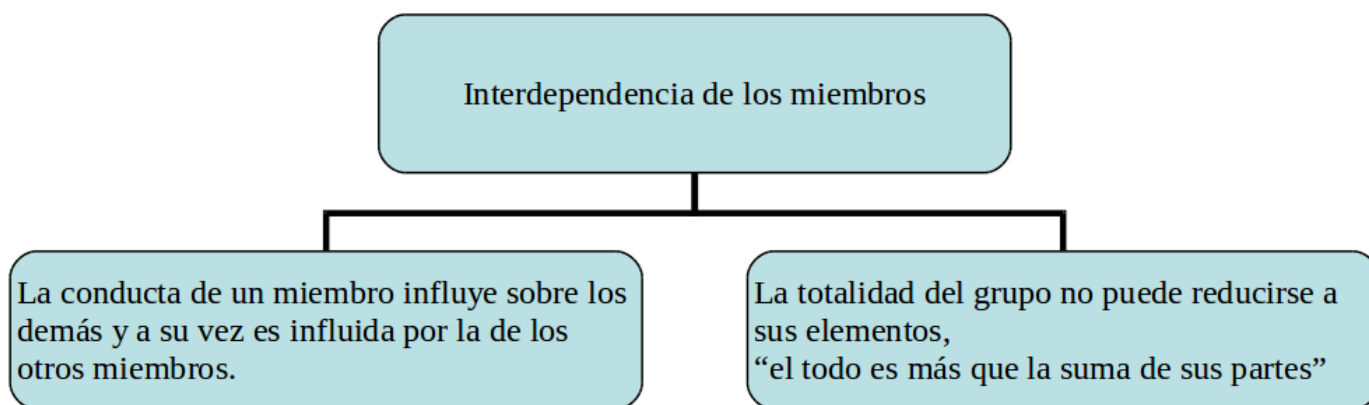 Interdependencia de los miembros
La conducta de un miembro influye sobre los
demás y a su vez es influida por la de los
otros miembros.
La totalidad del grupo no puede reducirse a
sus elementos,
“el todo es más que la suma de sus partes”